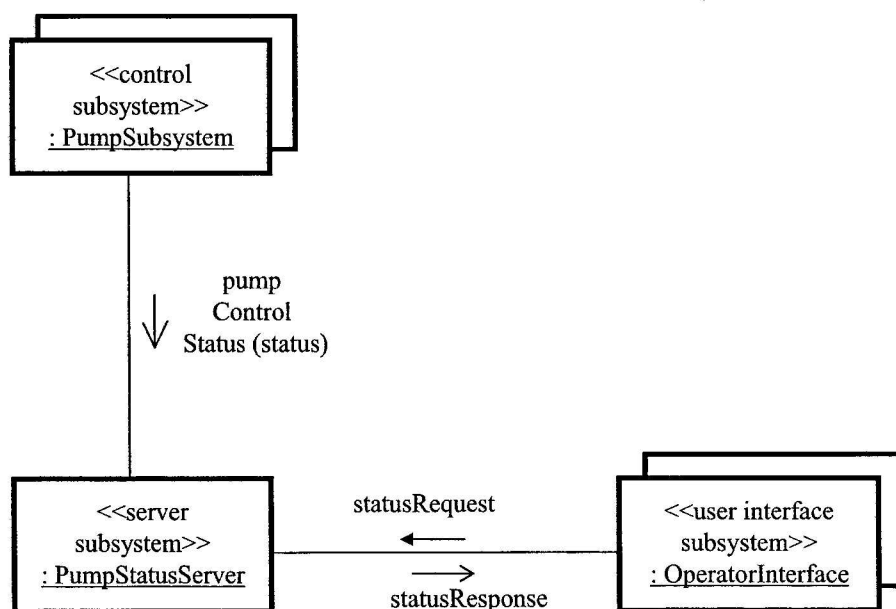 <<control
subsystem>>
: PumpSubsystem
pump
Control
Status (status)
<<server
subsystem>>
: PumpStatusServer
statusRequest
statusResponse
<<user interface
subsystem>>
: OperatorInterface